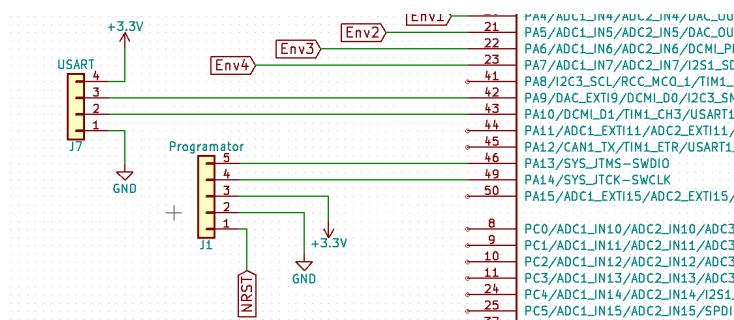 Env1
PA4/ADC1_IN4/ADC2_IN4/DAC_OU
+3.3V
Env2
21
PA5/ADC1_IN5/ADC2_IN5/DAC_OU
Env3
22
PA6/ADC1_IN6/ADC2_IN6/DCMI_P
USART
Env4
23
PA7/ADC1_IN7/ADC2_IN7/I2S1_SD
4
41
PA8/I2C3_SCL/RCC_MCO_1/TIM1_
3
42
PA9/DAC_EXTI9/DCMI_D0/I2C3_SM
2
43
PA10/DCMI_D1/TIM1_CH3/USART1
1
44
PA11/ADC1_EXTI11/ADC2_EXTI11/
J7
Programator
45
PA12/CAN1_TX/TIM1_ETR/USART1_
5
46
PA13/SYS_JTMS-SWDIO
GND
4
49
PA14/SYS_JTCK-SWCLK
3
50
PA15/ADC1_EXTI15/ADC2_EXTI15/
2
1
8
PC0/ADC1_IN10/ADC2_IN10/ADC3
J1
+3.3V
9
PC1/ADC1_IN11/ADC2_IN11/ADC3
10
PC2/ADC1_IN12/ADC2_IN12/ADC3
GND
11
PC3/ADC1_IN13/ADC2_IN13/ADC3
NRST
24
PC4/ADC1_IN14/ADC2_IN14/I2S1_
25
PC5/ADC1_IN15/ADC2_IN15/SPDI